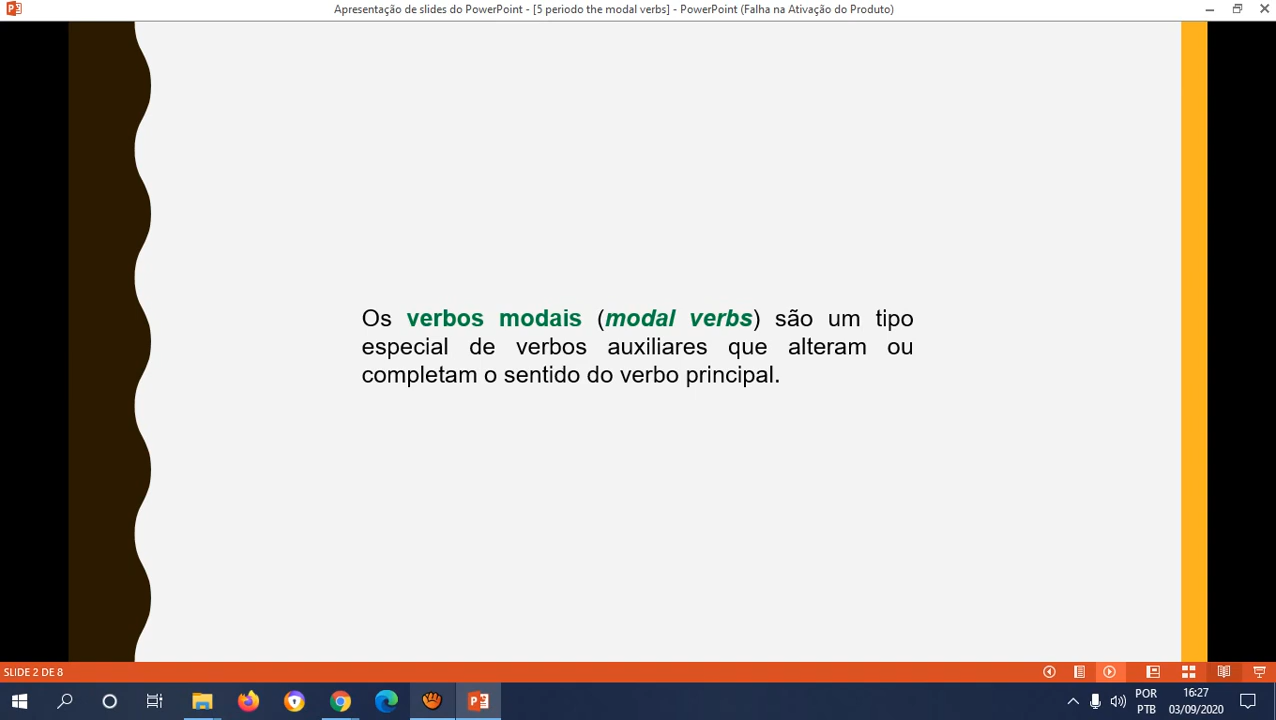 Apresentação de slides do PowerPoint - [5 periodo the modal verbs] - PowerPoint (Falha na Ativação do Produto)
Os verbos modais (modal verbs) são um tipo
especial de verbos auxiliares que alteram ou
completam o sentido do verbo principal.
SLIDE 2 DE 8
POR 16:27
PTB 03/09/2020